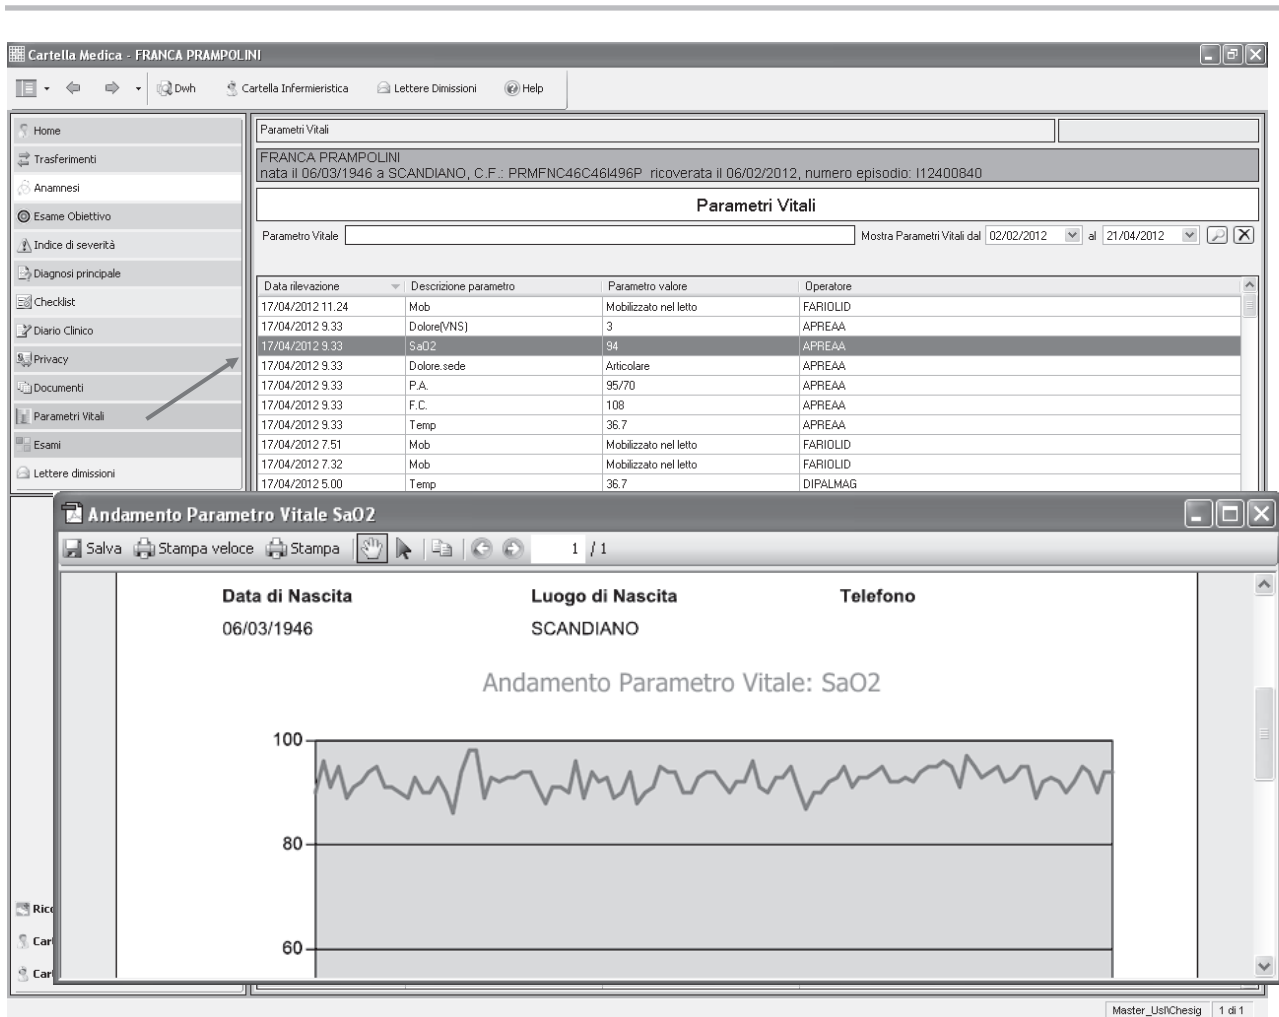 Cartella Medica - FRANCA PRAMPOLINI
Dwh Cartella Infermieristica Lettere Dimissioni Help
Home
Trasferimenti
Anamnesi
Esame Obiettivo
Indice di severità
Diagnosi principale
Checklist
Diario Clinico
Privacy
Documenti
Parametri Vitali
Esami
Lettere dimissioni
Parametri Vitali
FRANCA PRAMPOLINI
nata il 06/03/1946 a SCANDIANO, C.F.: PRMFNC46C46I496P ricoverata il 06/02/2012, numero episodio: I12400840
Parametri Vitali
Parametro Vitale Mostra Parametri Vitali dal 02/02/2012 al 21/04/2012
Data rilevazione Descrizione parametro Parametro valore Operatore
17/04/2012 11.24 Mob Mobilizzato nel letto FARIOLID
17/04/2012 9.33 Dolore(VNS) 3 APREAA
17/04/2012 9.33 SaO2 94 APREAA
17/04/2012 9.33 Dolore.sede Articolare APREAA
17/04/2012 9.33 P.A. 95/70 APREAA
17/04/2012 9.33 F.C. 108 APREAA
17/04/2012 9.33 Temp 36.7 APREAA
17/04/2012 7.51 Mob Mobilizzato nel letto FARIOLID
17/04/2012 7.32 Mob Mobilizzato nel letto FARIOLID
17/04/2012 5.00 Temp 36.7 DIPALMAG
Andamento Parametro Vitale SaO2
Salva Stampa veloce Stampa 1 / 1
Data di Nascita Luogo di Nascita Telefono
06/03/1946 SCANDIANO
Andamento Parametro Vitale: SaO2
100
80
60
Rico
Cart
Cart
Master_Usl\Chesig 1 di 1